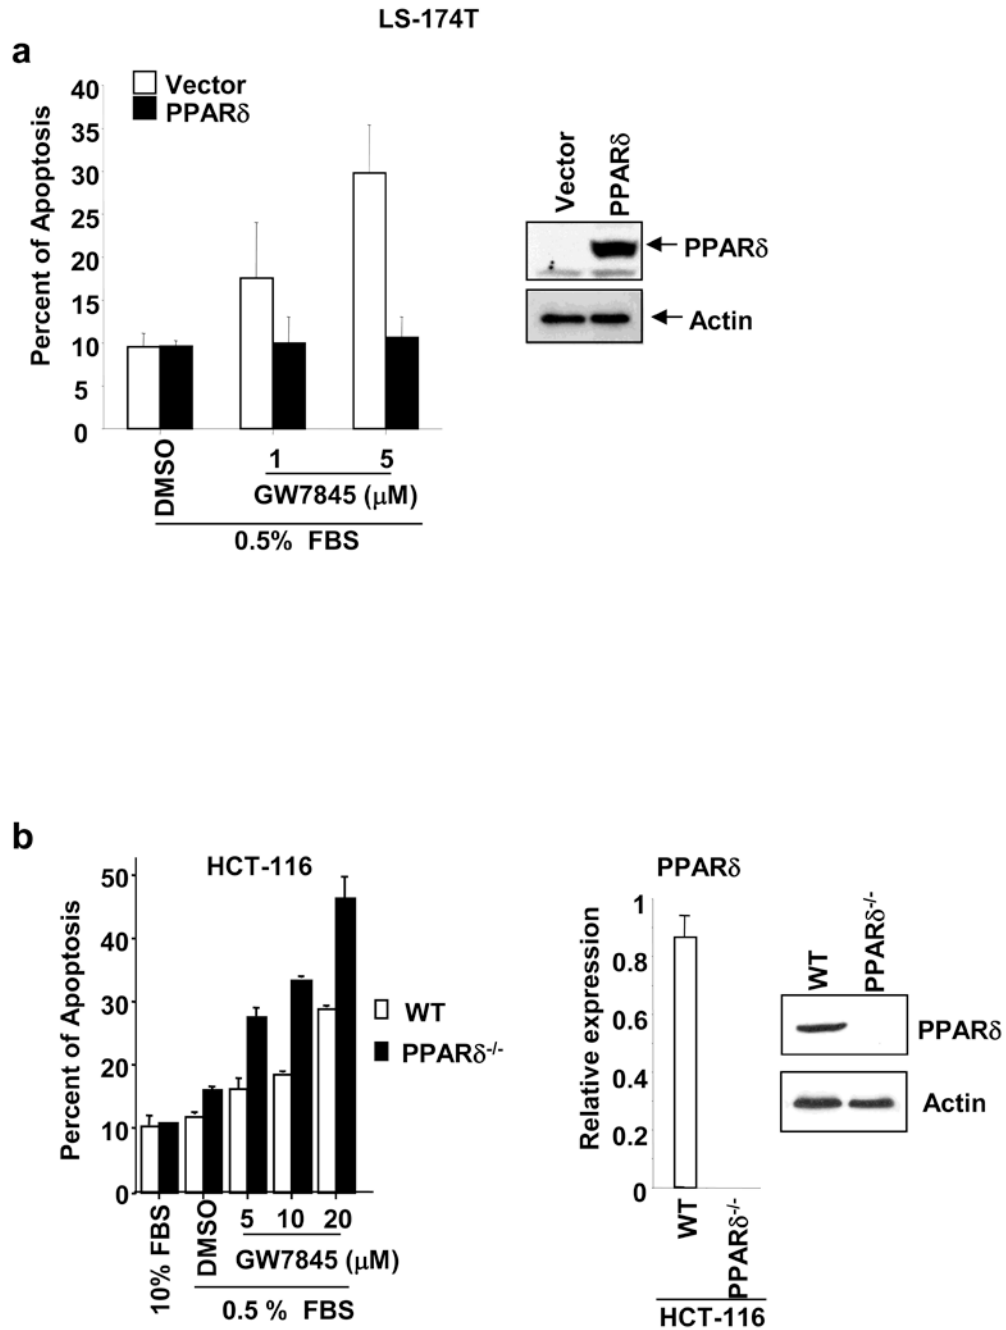 LS-174T
a
Vector
PPARδ
Percent of Apoptosis
40
35
30
25
20
15
10
5
0
DMSO
1
5
GW7845 (μM)
0.5% FBS
Vector
PPARδ
PPARδ
Actin
b
HCT-116
Percent of Apoptosis
50
40
30
20
10
0
WT
PPARδ-/-
10% FBS
DMSO
5
10
20
GW7845 (μM)
0.5 % FBS
PPARδ
Relative expression
1
0.8
0.6
0.4
0.2
0
WT
PPARδ-/-
HCT-116
WT
PPARδ-/-
PPARδ
Actin